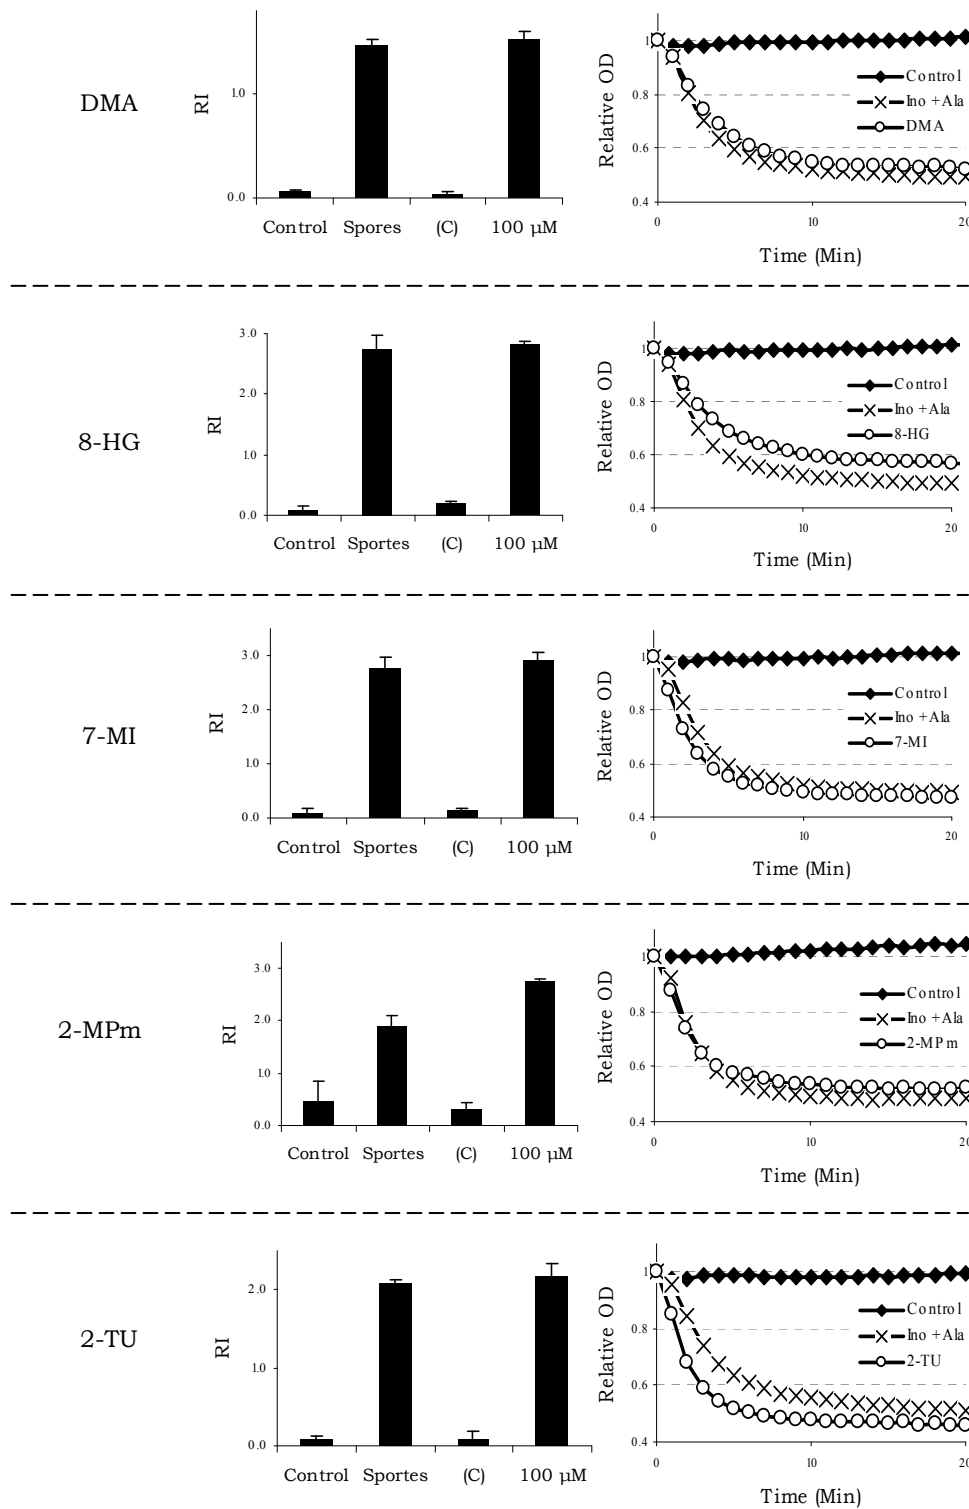 DMA
RI
1.0
0.0
Control Spores (C) 100 µM
Relative OD
1
0.8
0.6
0.4
0 10 20
Control
Ino +Ala
DMA
Time (Min)
8-HG
RI
3.0
2.0
1.0
0.0
Control Sportes (C) 100 µM
Relative OD
1
0.8
0.6
0.4
0 10 20
Control
Ino +Ala
8-HG
Time (Min)
7-MI
RI
3.0
2.0
1.0
0.0
Control Sportes (C) 100 µM
Relative OD
1
0.8
0.6
0.4
0 10 20
Control
Ino +Ala
7-MI
Time (Min)
2-MPm
RI
3.0
2.0
1.0
0.0
Control Sportes (C) 100 µM
Relative OD
1
0.8
0.6
0.4
0 10 20
Control
Ino +Ala
2-MPm
Time (Min)
2-TU
RI
2.0
1.0
0.0
Control Sportes (C) 100 µM
Relative OD
1
0.8
0.6
0.4
0 10 20
Control
Ino +Ala
2-TU
Time (Min)